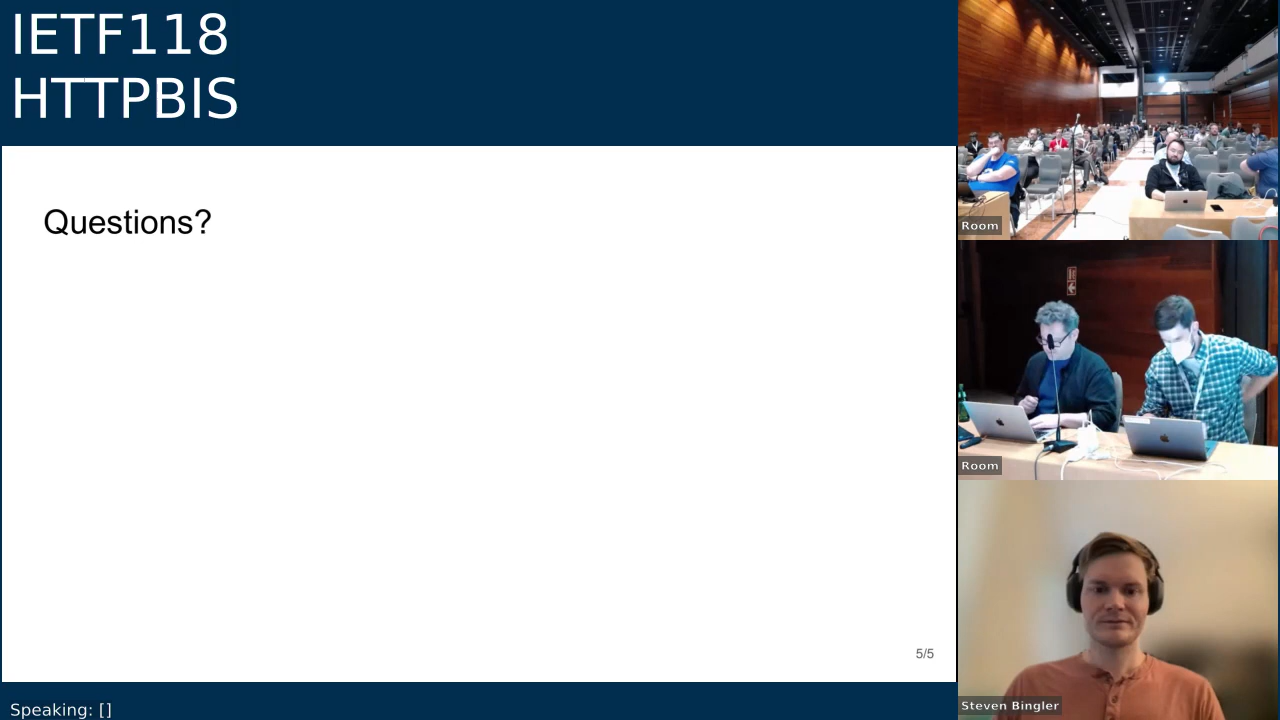 IETF118
HTTPBIS
Questions?
5/5
Speaking: []
Room
Room
Steven Bingler